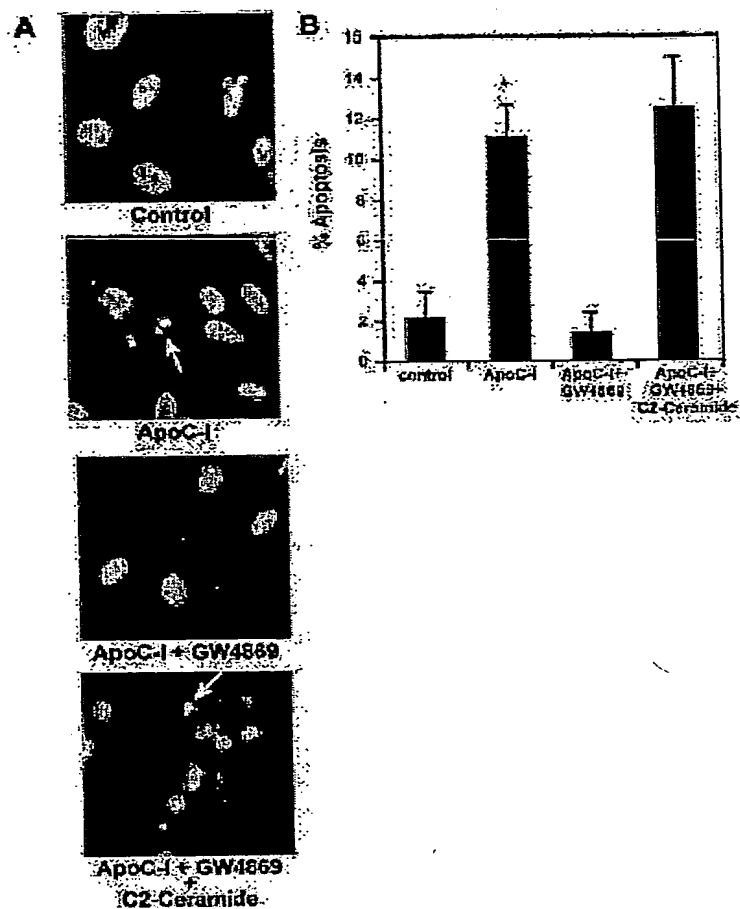 A
Control
ApoC-I
ApoC-I + GW4869
ApoC-I + GW4869
+
C2-Ceramide
B
% Apoptosis
16
14
12
10
8
6
4
2
0
control
ApoC-I
ApoC-I+
GW4869
ApoC-I+
GW4869+
C2-Ceramide
*